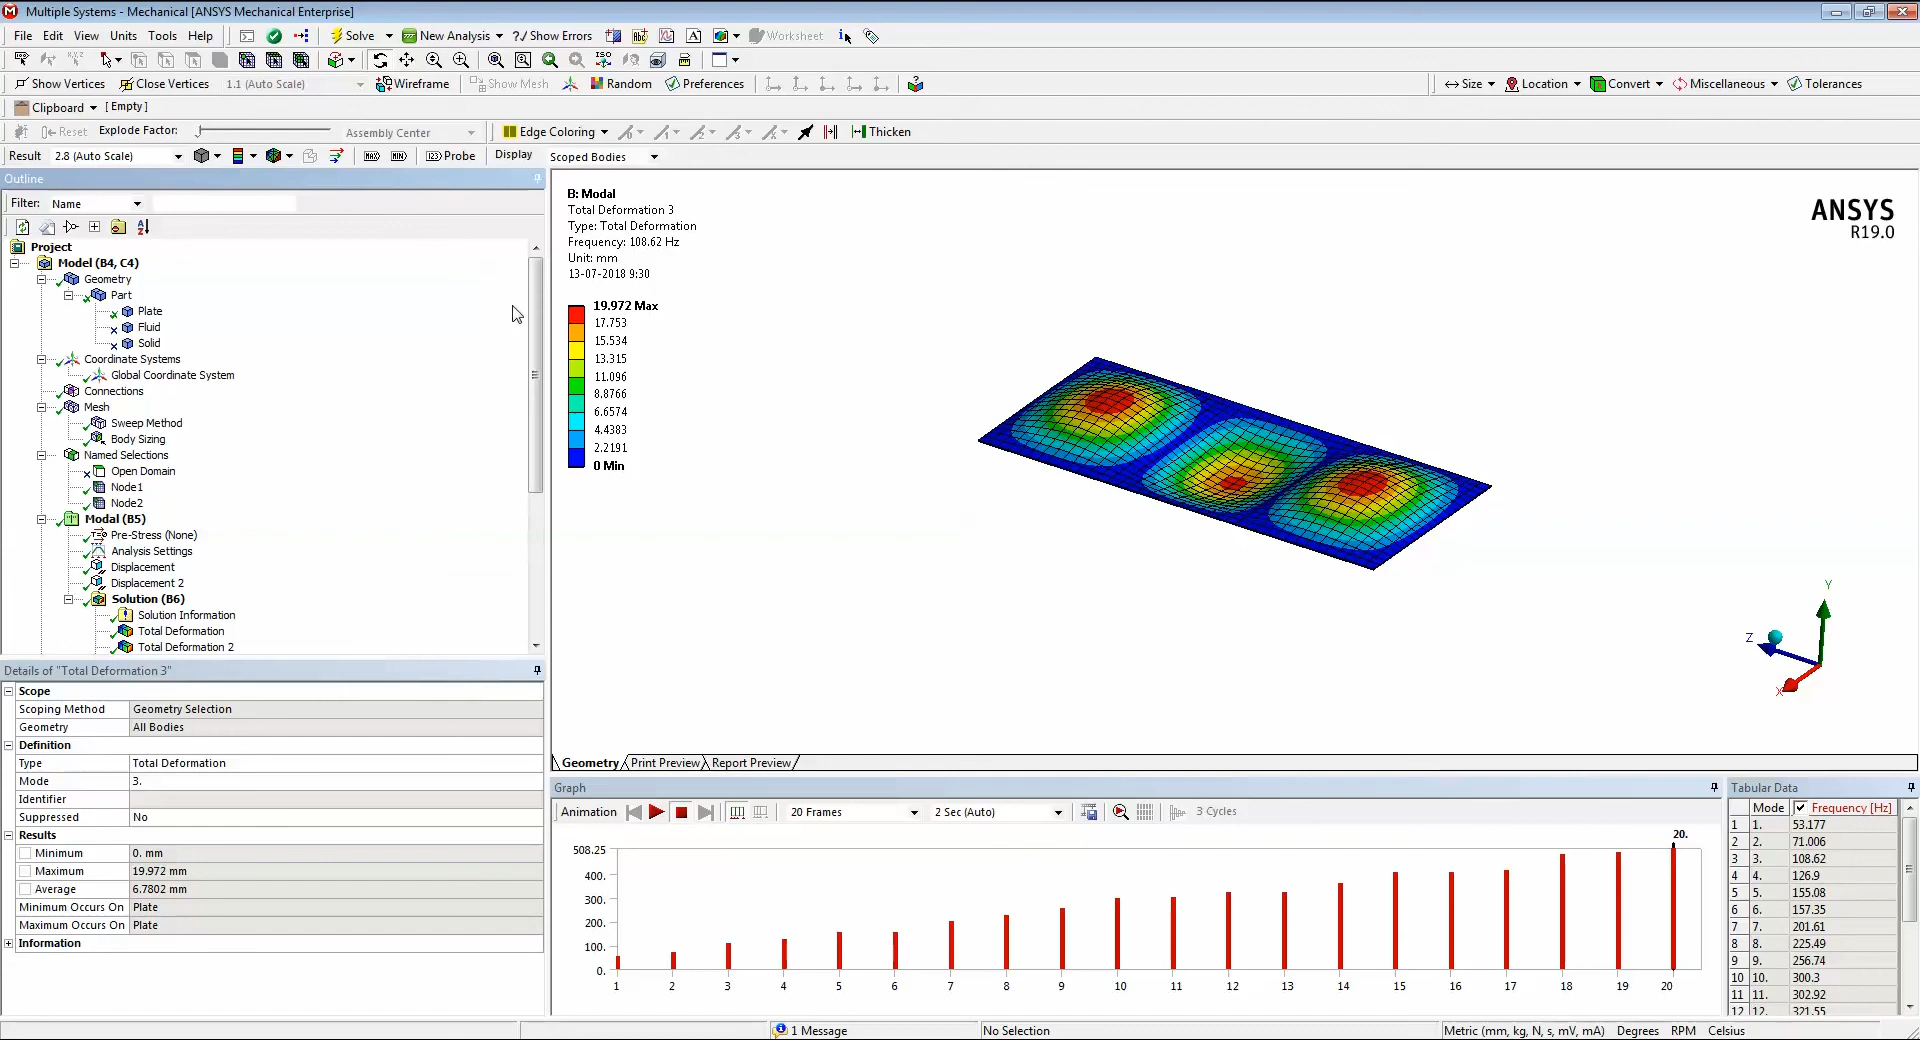 Multiple Systems - Mechanical [ANSYS Mechanical Enterprise]
File Edit View Units Tools Help Solve New Analysis ?/ Show Errors Worksheet
Show Vertices Close Vertices 1.1 (Auto Scale) Wireframe Show Mesh Random Preferences Size Location Convert Miscellaneous Tolerances
Clipboard [ Empty ]
Reset Explode Factor: Assembly Center Edge Coloring Thicken
Result 2.8 (Auto Scale) MAX MIN Probe Display Scoped Bodies
Outline
Filter: Name
Project
Model (B4, C4)
Geometry
Part
Plate
Fluid
Solid
Coordinate Systems
Global Coordinate System
Connections
Mesh
Sweep Method
Body Sizing
Named Selections
Open Domain
Node1
Node2
Modal (B5)
Pre-Stress (None)
Analysis Settings
Displacement
Displacement 2
Solution (B6)
Solution Information
Total Deformation
Total Deformation 2
Details of "Total Deformation 3"
Scope
Scoping Method Geometry Selection
Geometry All Bodies
Definition
Type Total Deformation
Mode 3.
Identifier
Suppressed No
Results
Minimum 0. mm
Maximum 19.972 mm
Average 6.7802 mm
Minimum Occurs On Plate
Maximum Occurs On Plate
Information
B: Modal
Total Deformation 3
Type: Total Deformation
Frequency: 108.62 Hz
Unit: mm
13-07-2018 9:30
19.972 Max
17.753
15.534
13.315
11.096
8.8766
6.6574
4.4383
2.2191
0 Min
ANSYS
R19.0
Y
Z
X
Geometry Print Preview Report Preview
Graph
Animation 20 Frames 2 Sec (Auto) 3 Cycles
20.
508.25
400.
300.
200.
100.
0.
1 2 3 4 5 6 7 8 9 10 11 12 13 14 15 16 17 18 19 20
Tabular Data
Mode Frequency [Hz]
1 1. 53.177
2 2. 71.006
3 3. 108.62
4 4. 126.9
5 5. 155.08
6 6. 157.35
7 7. 201.61
8 8. 225.49
9 9. 256.74
10 10. 300.3
11 11. 302.92
12 12. 321.55
1 Message No Selection Metric (mm, kg, N, s, mV, mA) Degrees RPM Celsius